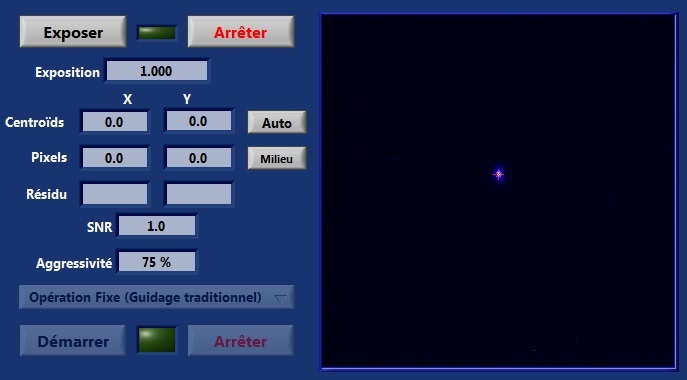 Exposer Arrêter
Exposition 1.000
X Y
Centroïds 0.0 0.0 Auto
Pixels 0.0 0.0 Milieu
Résidu
SNR 1.0
Aggressivité 75 %
Opération Fixe (Guidage traditionnel)
Démarrer Arrêter